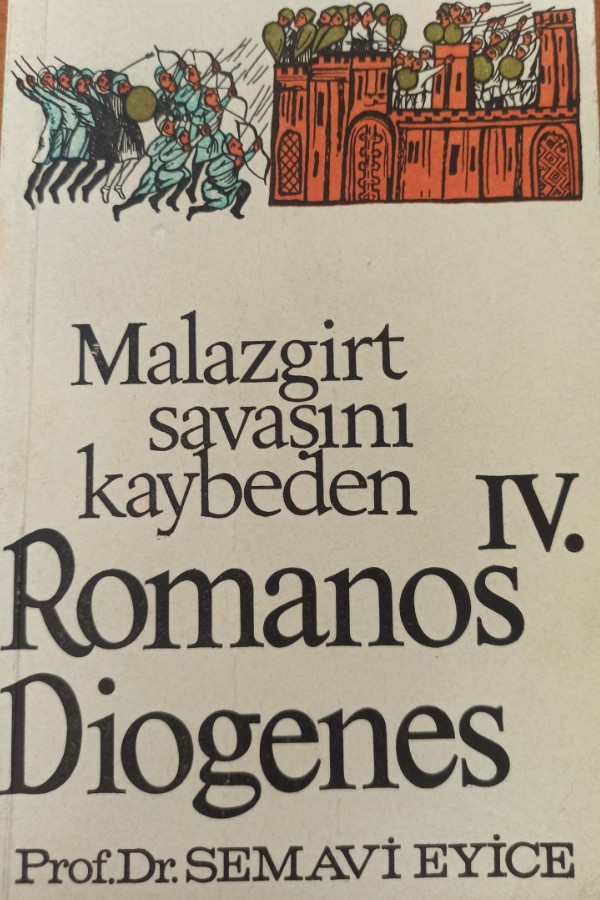 Malazgirt
savaşını
kaybeden
IV.
Romanos
Diogenes
Prof.Dr. SEMAVİ EYİCE